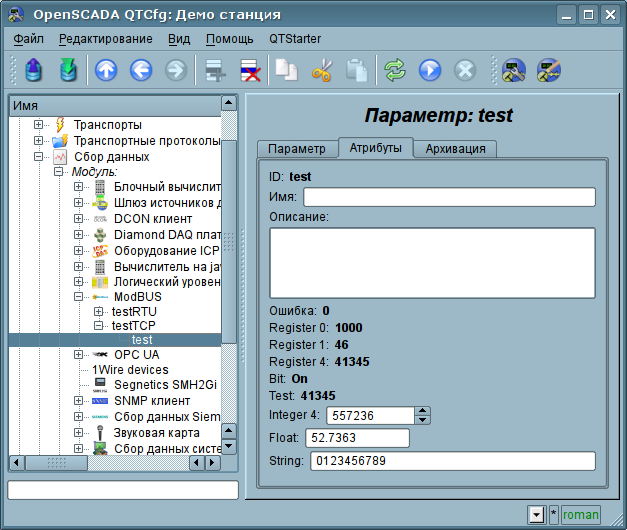 OpenSCADA QTCfg: Демо станция
Файл Редактирование Вид Помощь QTStarter
Имя
Транспорты
Транспортные протоколы
Сбор данных
Модуль:
Блочный вычислит
Шлюз источников д
DCON клиент
Diamond DAQ плат
Оборудование ICP
Вычислитель на jav
Логический уровен
ModBUS
testRTU
testTCP
test
OPC UA
1Wire devices
Segnetics SMH2Gi
SNMP клиент
Сбор данных Siem
Звуковая карта
Сбор данных систе
Параметр: test
Параметр Атрибуты Архивация
ID: test
Имя:
Описание:
Ошибка: 0
Register 0: 1000
Register 1: 46
Register 4: 41345
Bit: On
Test: 41345
Integer 4: 557236
Float: 52.7363
String: 0123456789
* roman